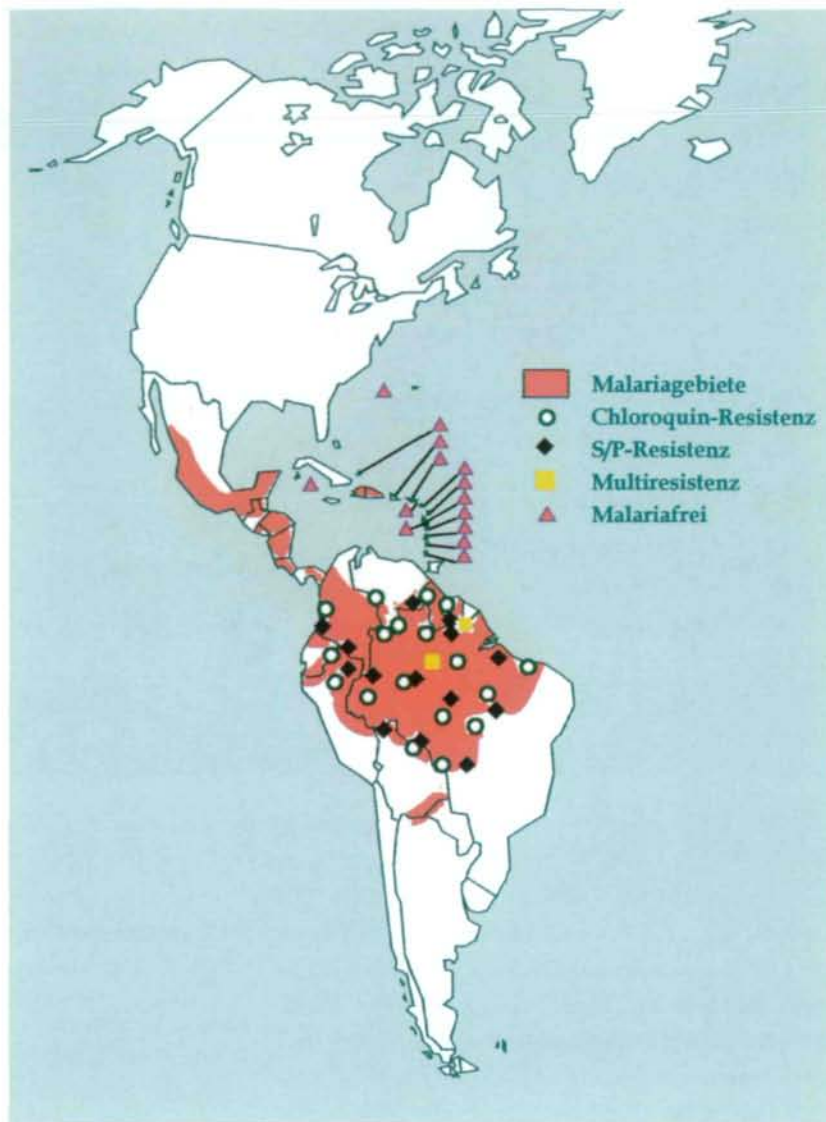 Malariagebiete
Chloroquin-Resistenz
S/P-Resistenz
Multiresistenz
Malariafrei